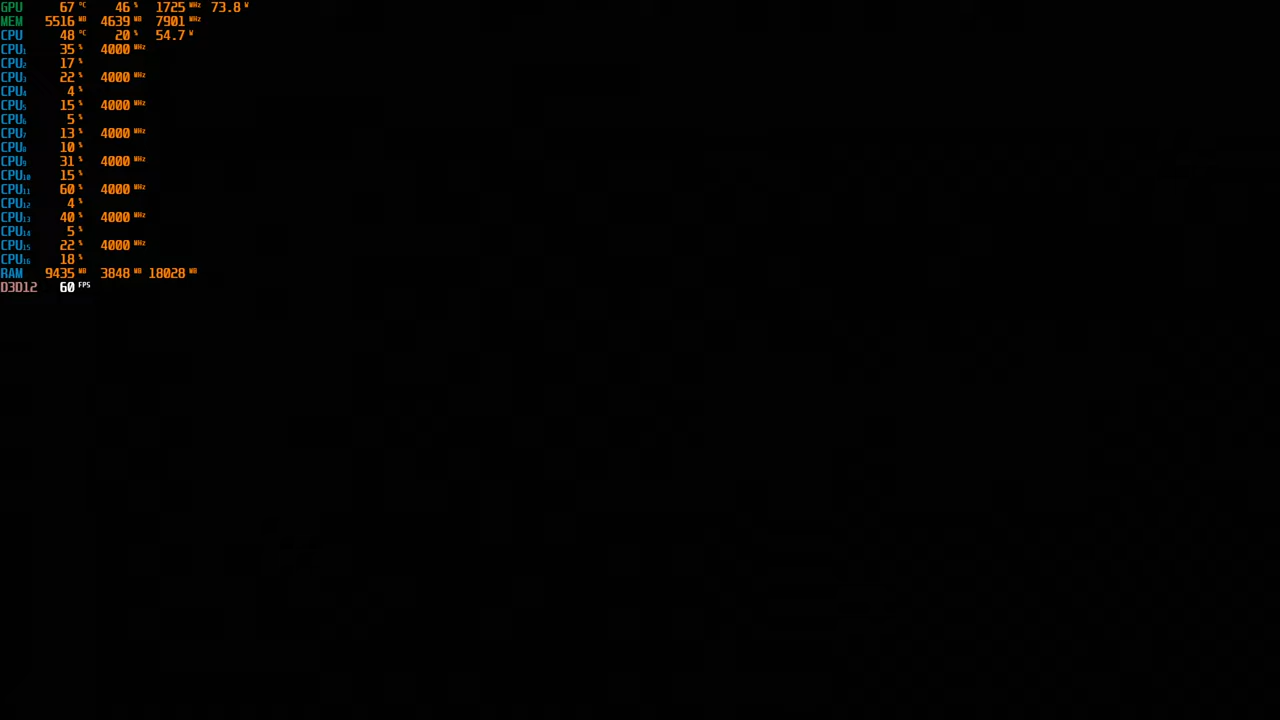 GPU 67 °C 46 % 1725 MHz 73.8 W
MEM 5516 MB 4639 MB 7901 MHz
CPU 48 °C 20 % 54.7 W
CPU1 35 % 4000 MHz
CPU2 17 %
CPU3 22 % 4000 MHz
CPU4 4 %
CPU5 15 % 4000 MHz
CPU6 5 %
CPU7 13 % 4000 MHz
CPU8 10 %
CPU9 31 % 4000 MHz
CPU10 15 %
CPU11 60 % 4000 MHz
CPU12 4 %
CPU13 40 % 4000 MHz
CPU14 5 %
CPU15 22 % 4000 MHz
CPU16 18 %
RAM 9435 MB 3848 MB 18028 MB
D3D12 60 FPS